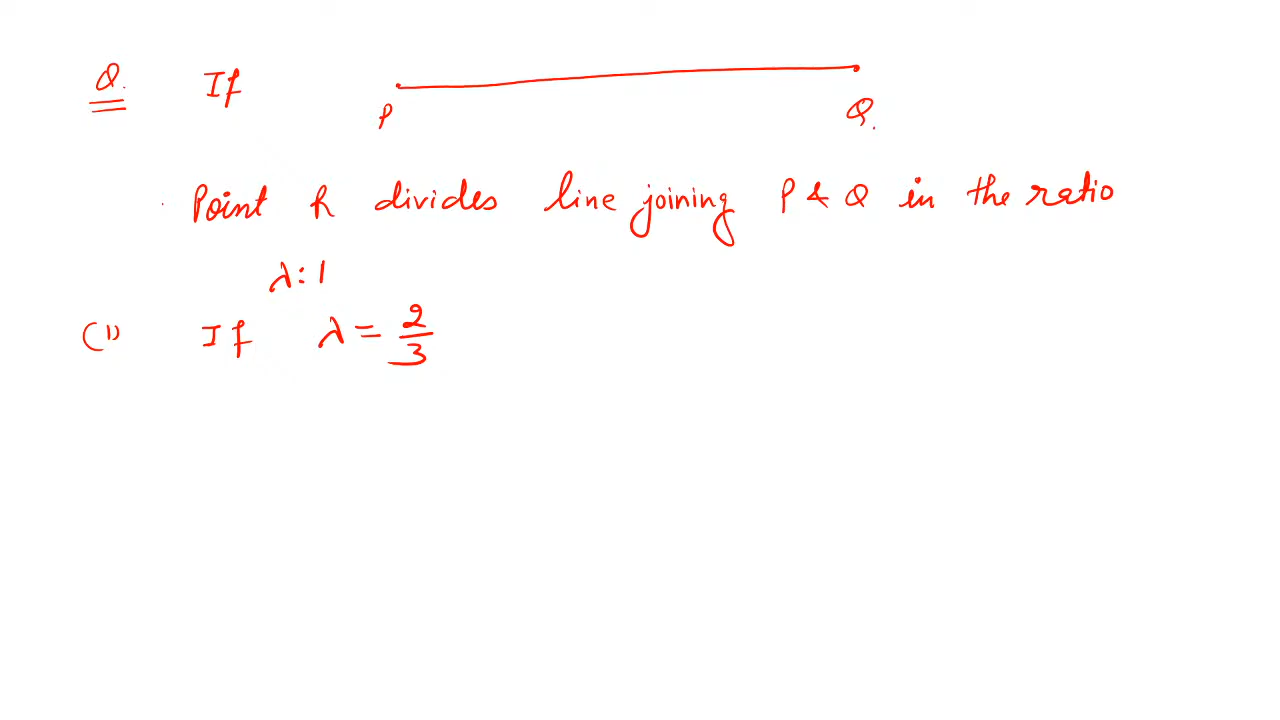 Q. If
P Q.
Point R divides line joining P & Q in the ratio
λ:1
(1) If λ = 2/3